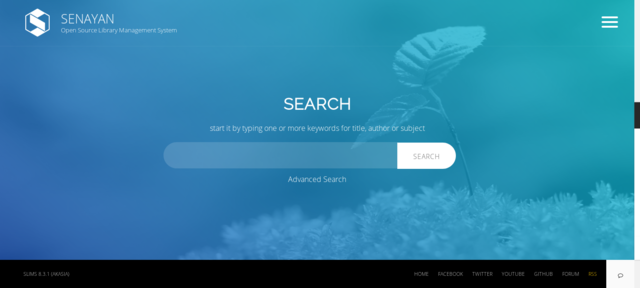 SENAYAN
Open Source Library Management System
SEARCH
start it by typing one or more keywords for title, author or subject
SEARCH
Advanced Search
SLIMS 8.3.1 (AKASIA)
HOME FACEBOOK TWITTER YOUTUBE GITHUB FORUM RSS